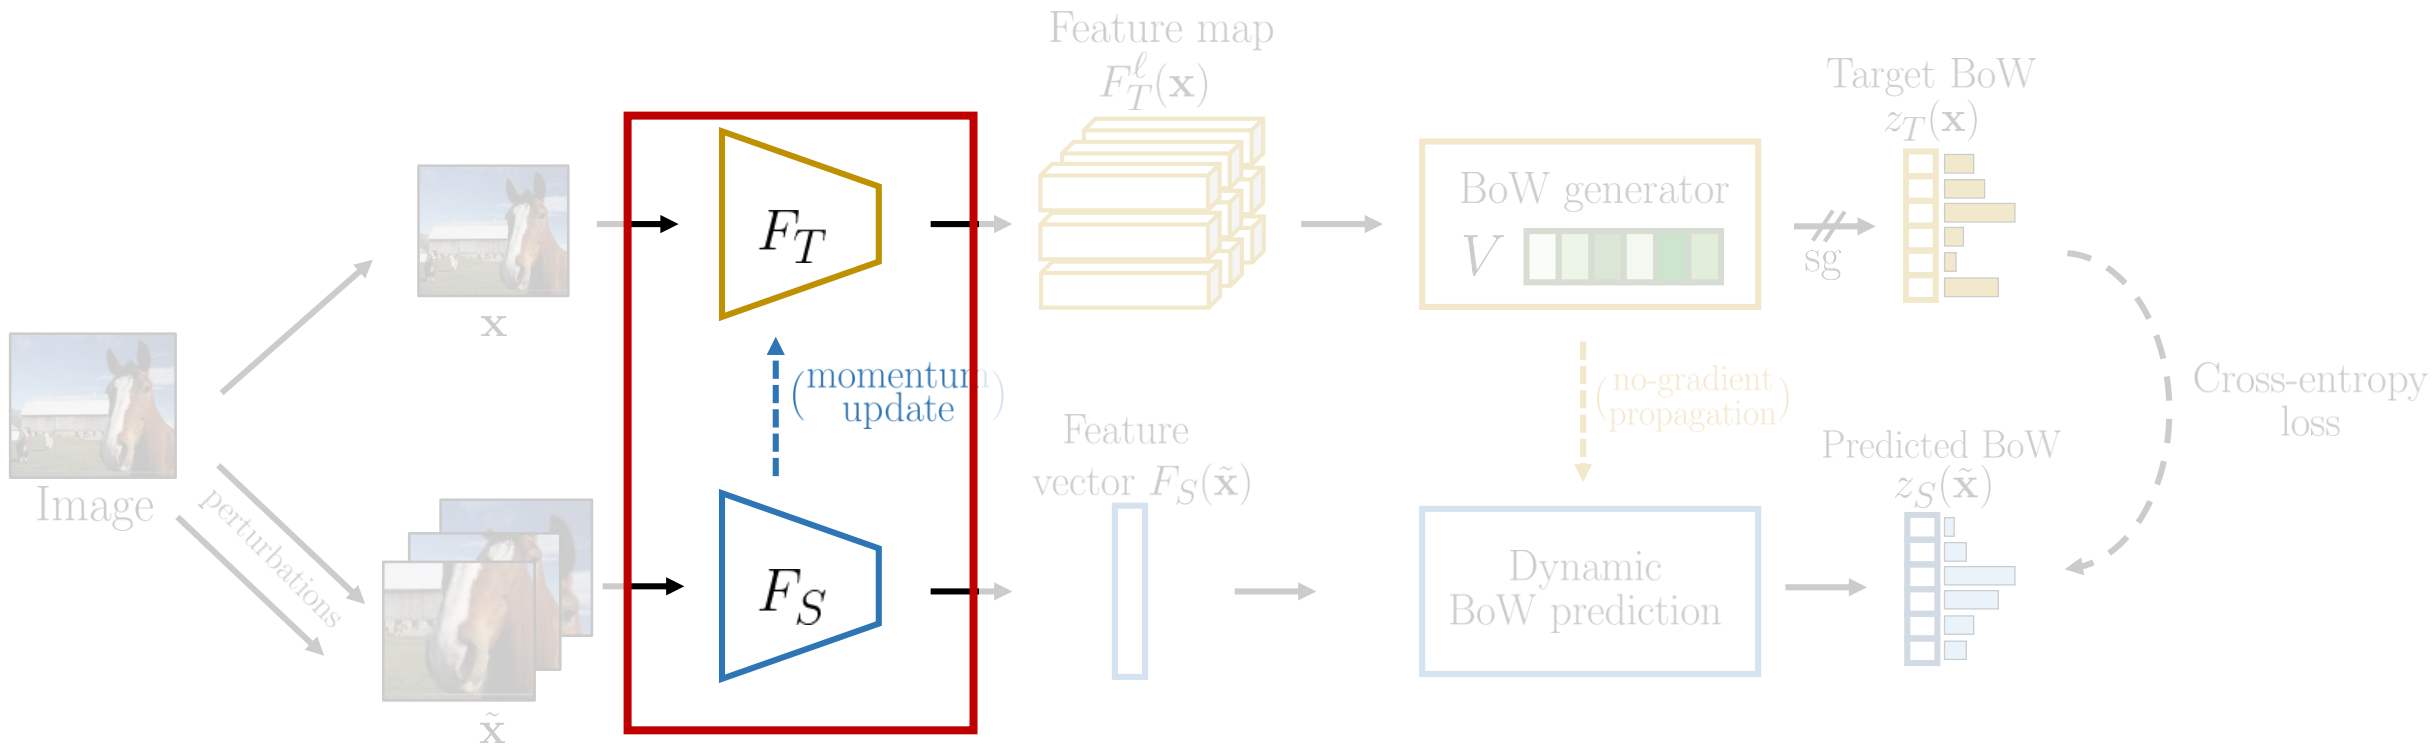 Feature map
F_T^ℓ(x)
Target BoW
z_T(x)
BoW generator
V
sg
F_T
x
(momentum
update)
(no-gradient
propagation)
Cross-entropy
loss
Image
perturbations
Feature
vector F_S(x̃)
Predicted BoW
z_S(x̃)
F_S
Dynamic
BoW prediction
x̃